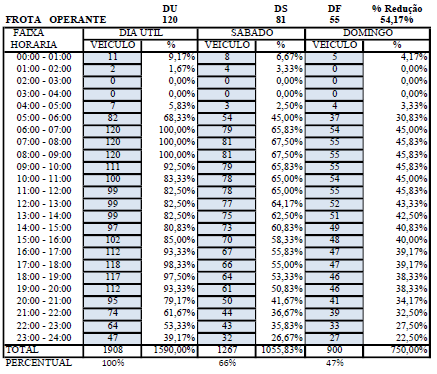 DU DS DF % Redução
FROTA OPERANTE 120 81 55 54,17%
FAIXA DIA UTIL SABADO DOMINGO
HORARIA VEICULO % VEICULO % VEICULO %
00:00 - 01:00 11 9,17% 8 6,67% 5 4,17%
01:00 - 02:00 2 1,67% 4 3,33% 0 0,00%
02:00 - 03:00 0 0,00% 0 0,00% 0 0,00%
03:00 - 04:00 0 0,00% 0 0,00% 0 0,00%
04:00 - 05:00 7 5,83% 3 2,50% 4 3,33%
05:00 - 06:00 82 68,33% 54 45,00% 37 30,83%
06:00 - 07:00 120 100,00% 79 65,83% 54 45,00%
07:00 - 08:00 120 100,00% 81 67,50% 55 45,83%
08:00 - 09:00 120 100,00% 81 67,50% 55 45,83%
09:00 - 10:00 111 92,50% 79 65,83% 55 45,83%
10:00 - 11:00 100 83,33% 78 65,00% 54 45,00%
11:00 - 12:00 99 82,50% 78 65,00% 55 45,83%
12:00 - 13:00 99 82,50% 77 64,17% 52 43,33%
13:00 - 14:00 99 82,50% 75 62,50% 51 42,50%
14:00 - 15:00 97 80,83% 73 60,83% 49 40,83%
15:00 - 16:00 102 85,00% 70 58,33% 48 40,00%
16:00 - 17:00 112 93,33% 67 55,83% 47 39,17%
17:00 - 18:00 118 98,33% 66 55,00% 47 39,17%
18:00 - 19:00 117 97,50% 64 53,33% 46 38,33%
19:00 - 20:00 112 93,33% 61 50,83% 46 38,33%
20:00 - 21:00 95 79,17% 50 41,67% 41 34,17%
21:00 - 22:00 74 61,67% 44 36,67% 39 32,50%
22:00 - 23:00 64 53,33% 43 35,83% 33 27,50%
23:00 - 24:00 47 39,17% 32 26,67% 27 22,50%
TOTAL 1908 1590,00% 1267 1055,83% 900 750,00%
PERCENTUAL 100% 66% 47%